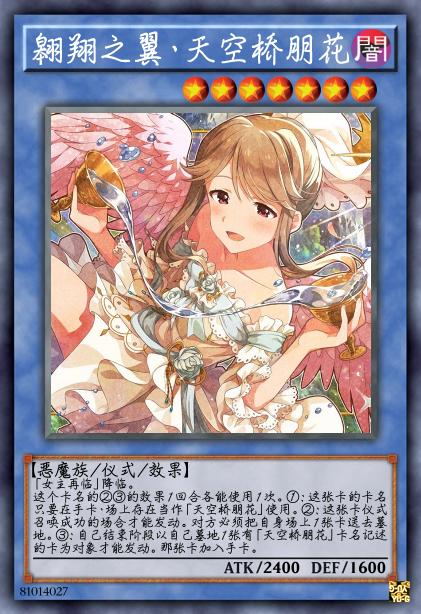 翱翔之翼·天空桥朋花
闇
【恶魔族/仪式/效果】
「女主再临」降临。
这个卡名的②③的效果1回合各能使用1次。①：这张卡的卡名
只要在手卡·场上存在当作「天空桥朋花」使用。②：这张卡仪式
召唤成功的场合才能发动。对方必须把自身场上1张卡送去墓
地。③：自己结束阶段以自己墓地1张有「天空桥朋花」卡名记述
的卡为对象才能发动。那张卡加入手卡。
ATK/2400 DEF/1600
81014027